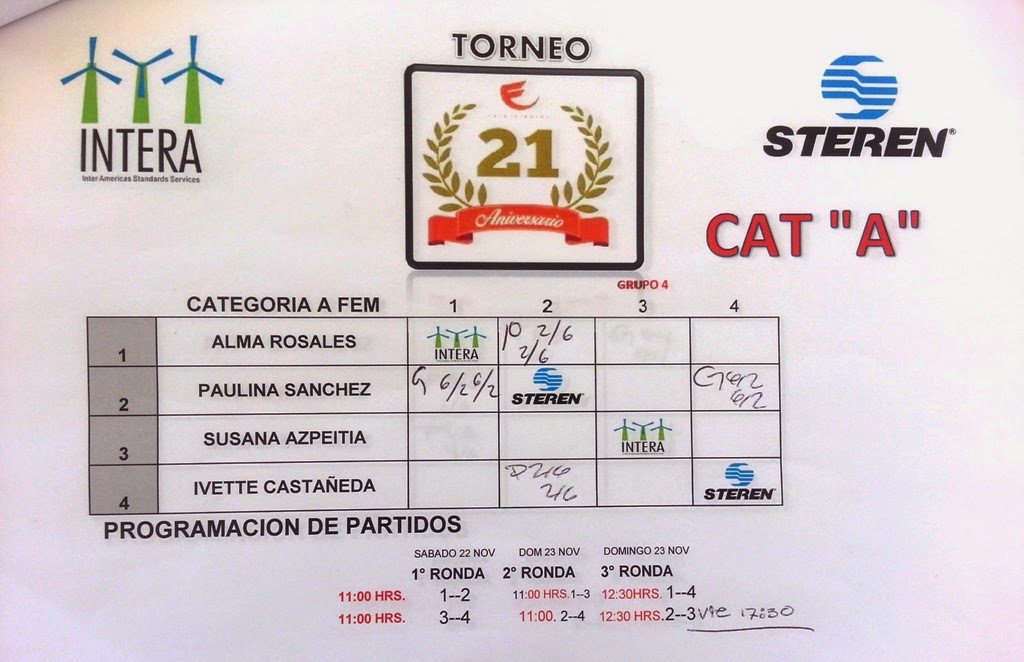 TORNEO
INTERA
Inter Americas Standards Services
21
Aniversario
STEREN®
CAT "A"
GRUPO 4
CATEGORIA A FEM 1 2 3 4
1 ALMA ROSALES INTERA P 2/6
2/6
2 PAULINA SANCHEZ G 6/2 6/2 STEREN G 6/2
6/2
3 SUSANA AZPEITIA INTERA
4 IVETTE CASTAÑEDA P 2/6 STEREN
2/6
PROGRAMACION DE PARTIDOS
SABADO 22 NOV DOM 23 NOV DOMINGO 23 NOV
1° RONDA 2° RONDA 3° RONDA
11:00 HRS. 1--2 11:00 HRS. 1--3 12:30HRS. 1--4
11:00 HRS. 3--4 11:00. 2--4 12:30 HRS. 2--3 Vie 17:30